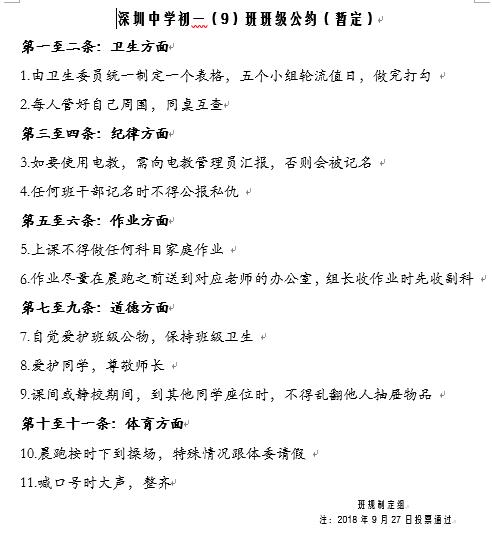 深圳中学初一（9）班班级公约（暂定）
第一至二条：卫生方面
1.由卫生委员统一制定一个表格，五个小组轮流值日，做完打勾
2.每人管好自己周围，同桌互查
第三至四条：纪律方面
3.如要使用电教，需向电教管理员汇报，否则会被记名
4.任何班干部记名时不得公报私仇
第五至六条：作业方面
5.上课不得做任何科目家庭作业
6.作业尽量在晨跑之前送到对应老师的办公室，组长收作业时先收副科
第七至九条：道德方面
7.自觉爱护班级公物，保持班级卫生
8.爱护同学，尊敬师长
9.课间或静校期间，到其他同学座位时，不得乱翻他人抽屉物品
第十至十一条：体育方面
10.晨跑按时下到操场，特殊情况跟体委请假
11.喊口号时大声，整齐
班规制定组
注：2018年9月27日投票通过